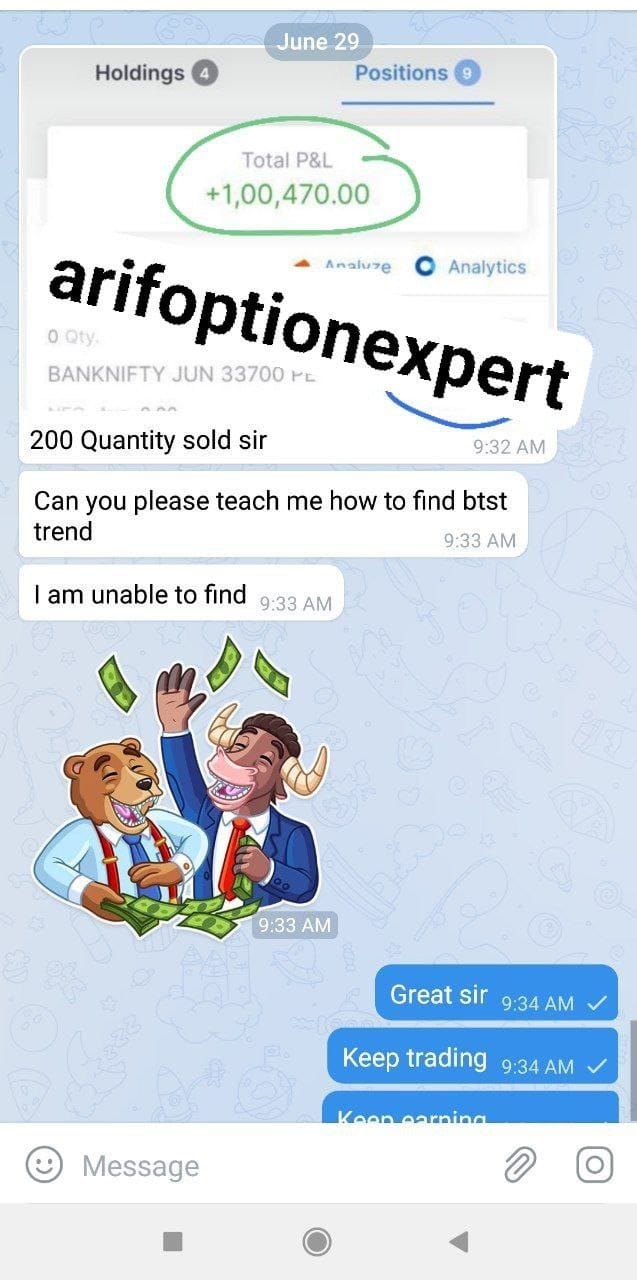 June 29
Holdings 4 Positions 9
Total P&L
+1,00,470.00
Analyze Analytics
arifoptionexpert
0 Qty.
BANKNIFTY JUN 33700 PE
200 Quantity sold sir 9:32 AM
Can you please teach me how to find btst
trend 9:33 AM
I am unable to find 9:33 AM
9:33 AM
Great sir 9:34 AM
Keep trading 9:34 AM
Keep earning
Message